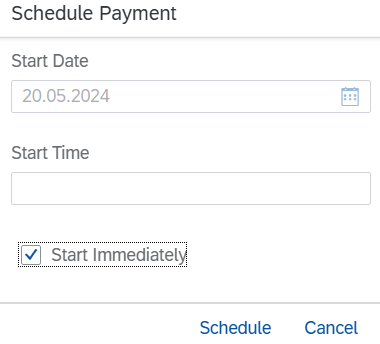 Schedule Payment
Start Date
20.05.2024
Start Time
Start Immediately
Schedule Cancel